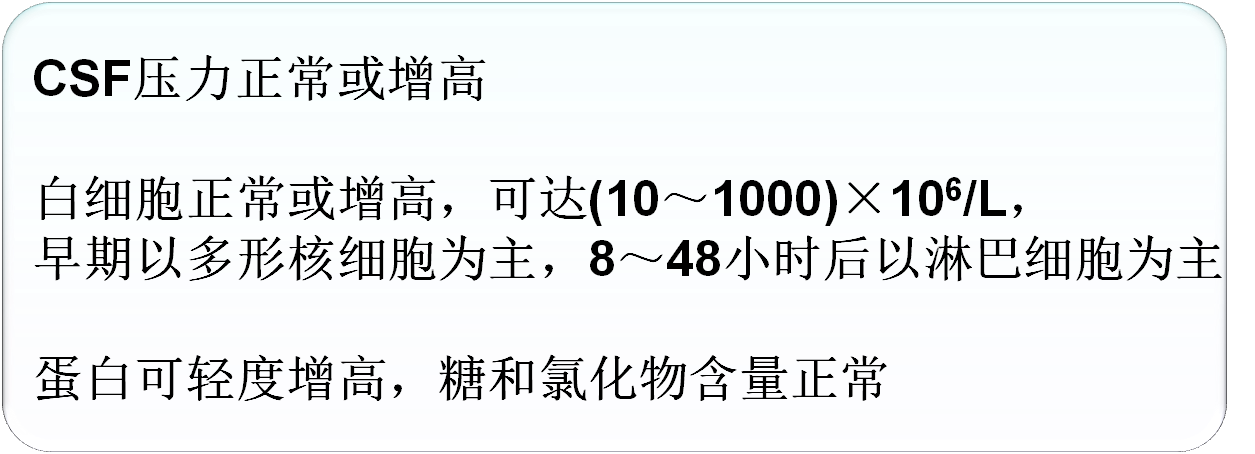 CSF压力正常或增高
白细胞正常或增高，可达(10～1000)×10⁶/L，
早期以多形核细胞为主，8～48小时后以淋巴细胞为主
蛋白可轻度增高，糖和氯化物含量正常